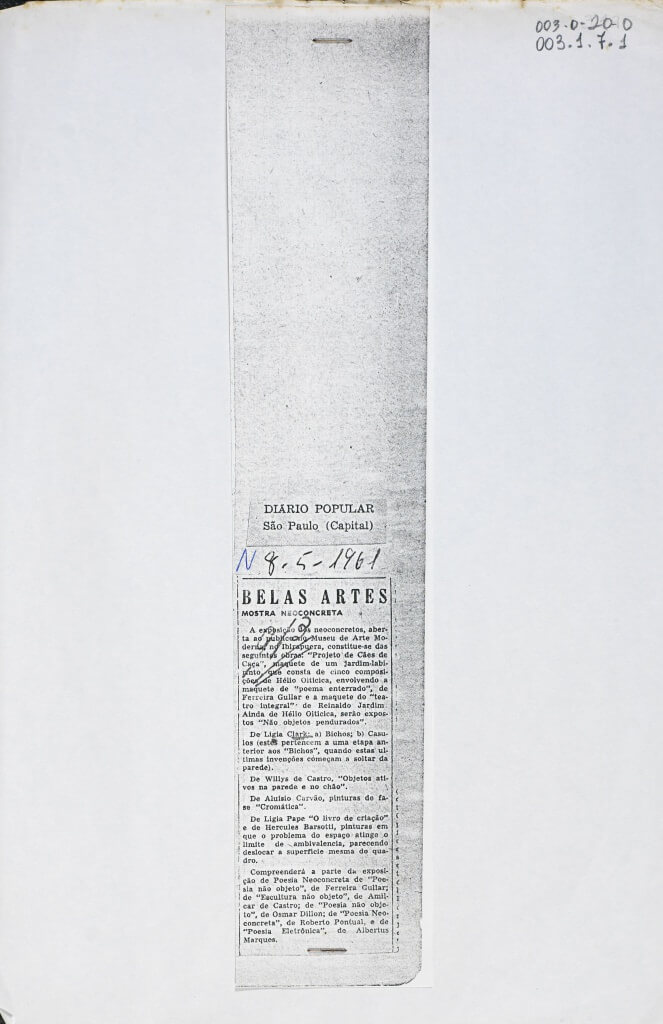 003.0-2010
003.1.7.1
DIÁRIO POPULAR
São Paulo (Capital)
N 8.5-1961
BELAS ARTES
MOSTRA NEOCONCRETA
A exposição dos neoconcretos, aber-
ta ao público no Museu de Arte Mo-
derna, no Ibirapuera, constitue-se das
seguintes obras: "Projeto de Cães de
Caça", maquete de um jardim-labi-
rinto, que consta de cinco composi-
ções de Hélio Oiticica, envolvendo a
maquete de "poema enterrado", de
Ferreira Gullar e a maquete do "tea-
tro integral" de Reinaldo Jardim
Ainda de Hélio Oiticica, serão expos-
tos "Não objetos pendurados".
De Ligia Clark: a) Bichos; b) Casu-
los (estes pertencem a uma etapa an-
terior aos "Bichos", quando estas ul-
timas invenções começam a soltar da
parede).
De Willys de Castro, "Objetos ati-
vos na parede e no chão".
De Aluisio Carvão, pinturas de fa-
se "Cromática".
De Ligia Pape "O livro de criação"
e de Hercules Barsotti, pinturas em
que o problema do espaço atinge o
limite de ambivalencia, parecendo
deslocar a superfície mesma do qua-
dro.
Compreenderá a parte da exposi-
ção de Poesia Neoconcreta de "Poe-
sia não objeto", de Ferreira Gullar;
de "Escultura não objeto", de Amil-
car de Castro; de "Poesia não obje-
to", de Osmar Dillon; de "Poesia Neo-
concreta", de Roberto Pontual, e de
"Poesia Eletrônica", de Albertus
Marques.